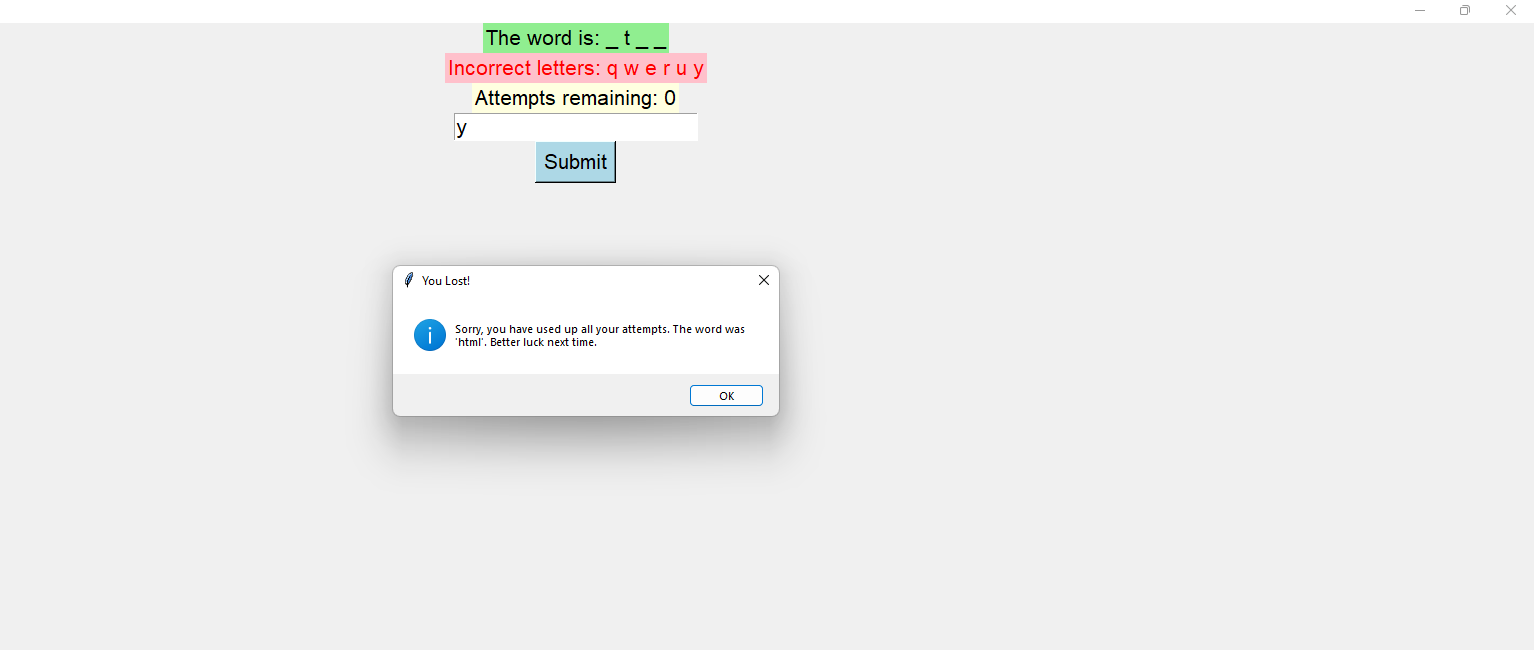 The word is: _ t _ _
Incorrect letters: q w e r u y
Attempts remaining: 0
y
Submit
You Lost!
Sorry, you have used up all your attempts. The word was
'html'. Better luck next time.
OK